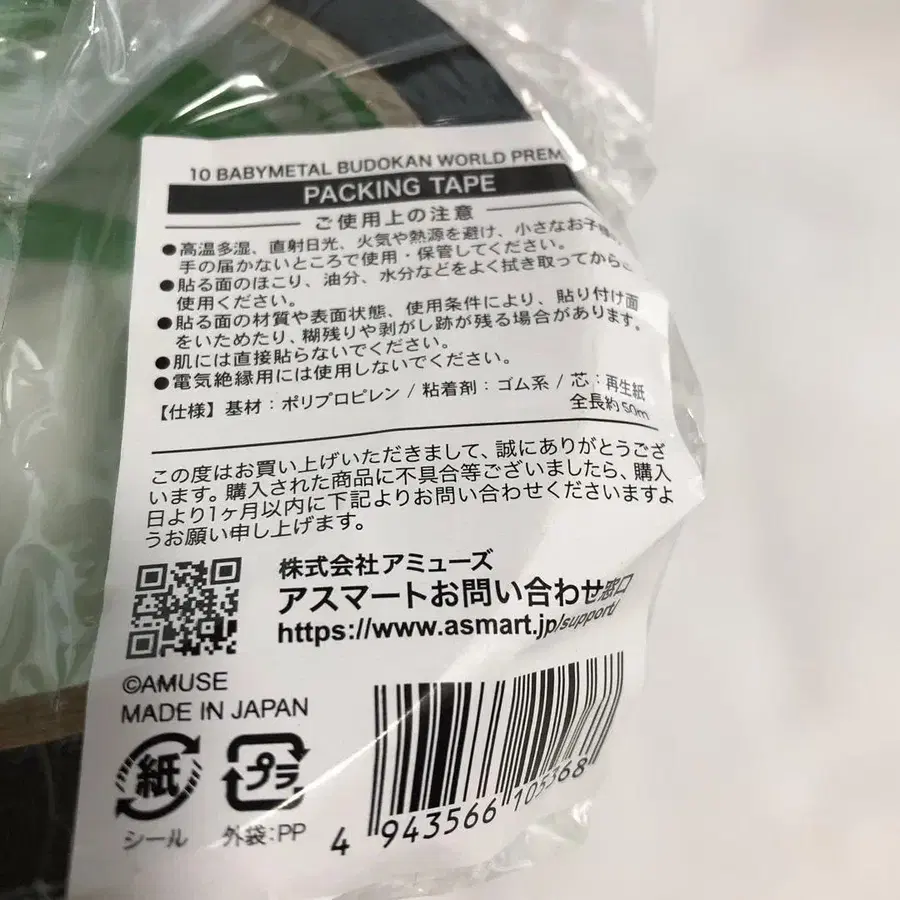 10 BABYMETAL BUDOKAN WORLD PREM
PACKING TAPE
ご使用上の注意
●高温多湿、直射日光、火気や熱源を避け、小さなお子様の
手の届かないところで使用・保管してください。
●貼る面のほこり、油分、水分などをよく拭き取ってからご
使用ください。
●貼る面の材質や表面状態、使用条件により、貼り付け面
をいためたり、糊残りや剥がし跡が残る場合があります。
●肌には直接貼らないでください。
●電気絶縁用には使用しないでください。
【仕様】基材：ポリプロピレン / 粘着剤：ゴム系 / 芯：再生紙
全長約50m
この度はお買い上げいただきまして、誠にありがとうござ
います。購入された商品に不具合等ございましたら、購入
日より1ヶ月以内に下記よりお問い合わせくださいますよ
うお願い申し上げます。
株式会社アミューズ
アスマートお問い合わせ窓口
https://www.asmart.jp/support/
©AMUSE
MADE IN JAPAN
紙
シール
プラ
外袋:PP
4 943566 105368